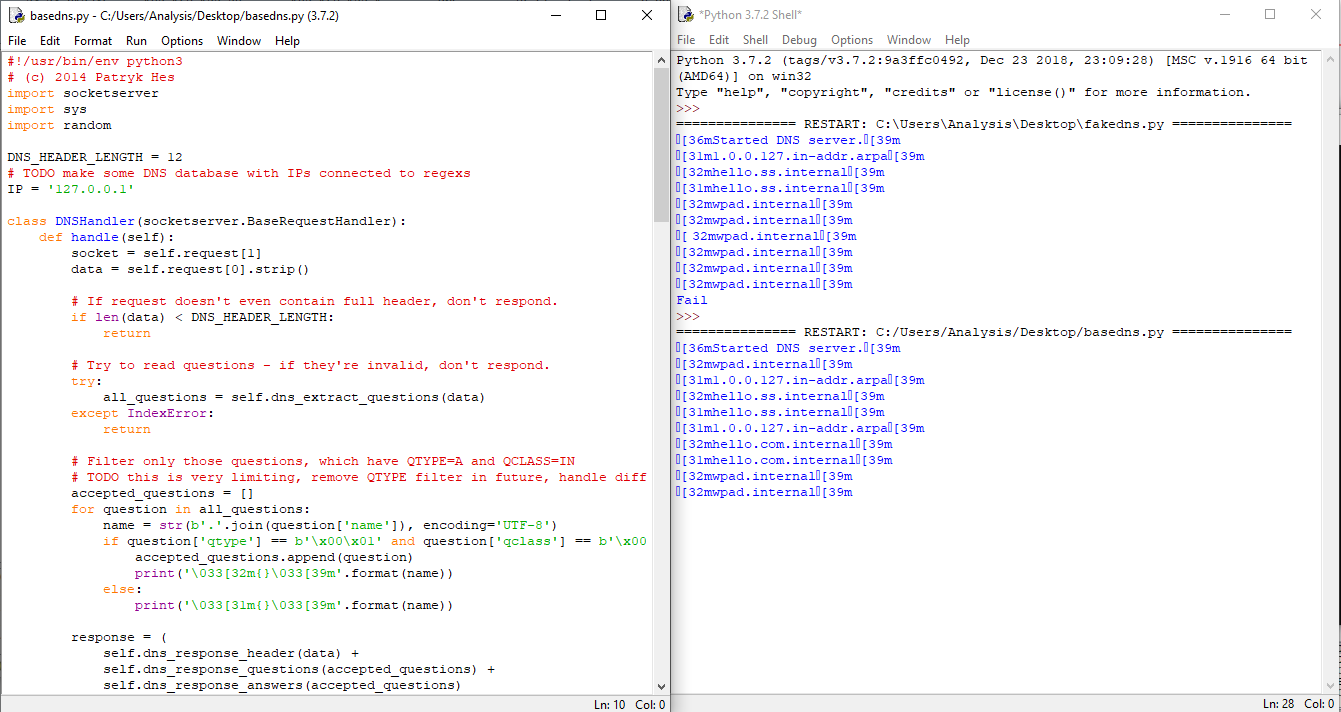 basedns.py - C:/Users/Analysis/Desktop/basedns.py (3.7.2)
File Edit Format Run Options Window Help
#!/usr/bin/env python3
# (c) 2014 Patryk Hes
import socketserver
import sys
import random
DNS_HEADER_LENGTH = 12
# TODO make some DNS database with IPs connected to regexs
IP = '127.0.0.1'
class DNSHandler(socketserver.BaseRequestHandler):
def handle(self):
socket = self.request[1]
data = self.request[0].strip()
# If request doesn't even contain full header, don't respond.
if len(data) < DNS_HEADER_LENGTH:
return
# Try to read questions - if they're invalid, don't respond.
try:
all_questions = self.dns_extract_questions(data)
except IndexError:
return
# Filter only those questions, which have QTYPE=A and QCLASS=IN
# TODO this is very limiting, remove QTYPE filter in future, handle diff
accepted_questions = []
for question in all_questions:
name = str(b'.'.join(question['name']), encoding='UTF-8')
if question['qtype'] == b'\x00\x01' and question['qclass'] == b'\x00
accepted_questions.append(question)
print('\033[32m{}\033[39m'.format(name))
else:
print('\033[31m{}\033[39m'.format(name))
response = (
self.dns_response_header(data) +
self.dns_response_questions(accepted_questions) +
self.dns_response_answers(accepted_questions)
Ln: 10 Col: 0
*Python 3.7.2 Shell*
File Edit Shell Debug Options Window Help
Python 3.7.2 (tags/v3.7.2:9a3ffc0492, Dec 23 2018, 23:09:28) [MSC v.1916 64 bit
(AMD64)] on win32
Type "help", "copyright", "credits" or "license()" for more information.
>>>
=============== RESTART: C:\Users\Analysis\Desktop\fakedns.py ===============
[36mStarted DNS server.[39m
[31m1.0.0.127.in-addr.arpa[39m
[32mhello.ss.internal[39m
[31mhello.ss.internal[39m
[32mwpad.internal[39m
[32mwpad.internal[39m
[ 32mwpad.internal[39m
[32mwpad.internal[39m
[32mwpad.internal[39m
[32mwpad.internal[39m
Fail
>>>
=============== RESTART: C:/Users/Analysis/Desktop/basedns.py ===============
[36mStarted DNS server.[39m
[32mwpad.internal[39m
[31m1.0.0.127.in-addr.arpa[39m
[32mhello.ss.internal[39m
[31mhello.ss.internal[39m
[31m1.0.0.127.in-addr.arpa[39m
[32mhello.com.internal[39m
[31mhello.com.internal[39m
[32mwpad.internal[39m
[32mwpad.internal[39m
Ln: 28 Col: 0